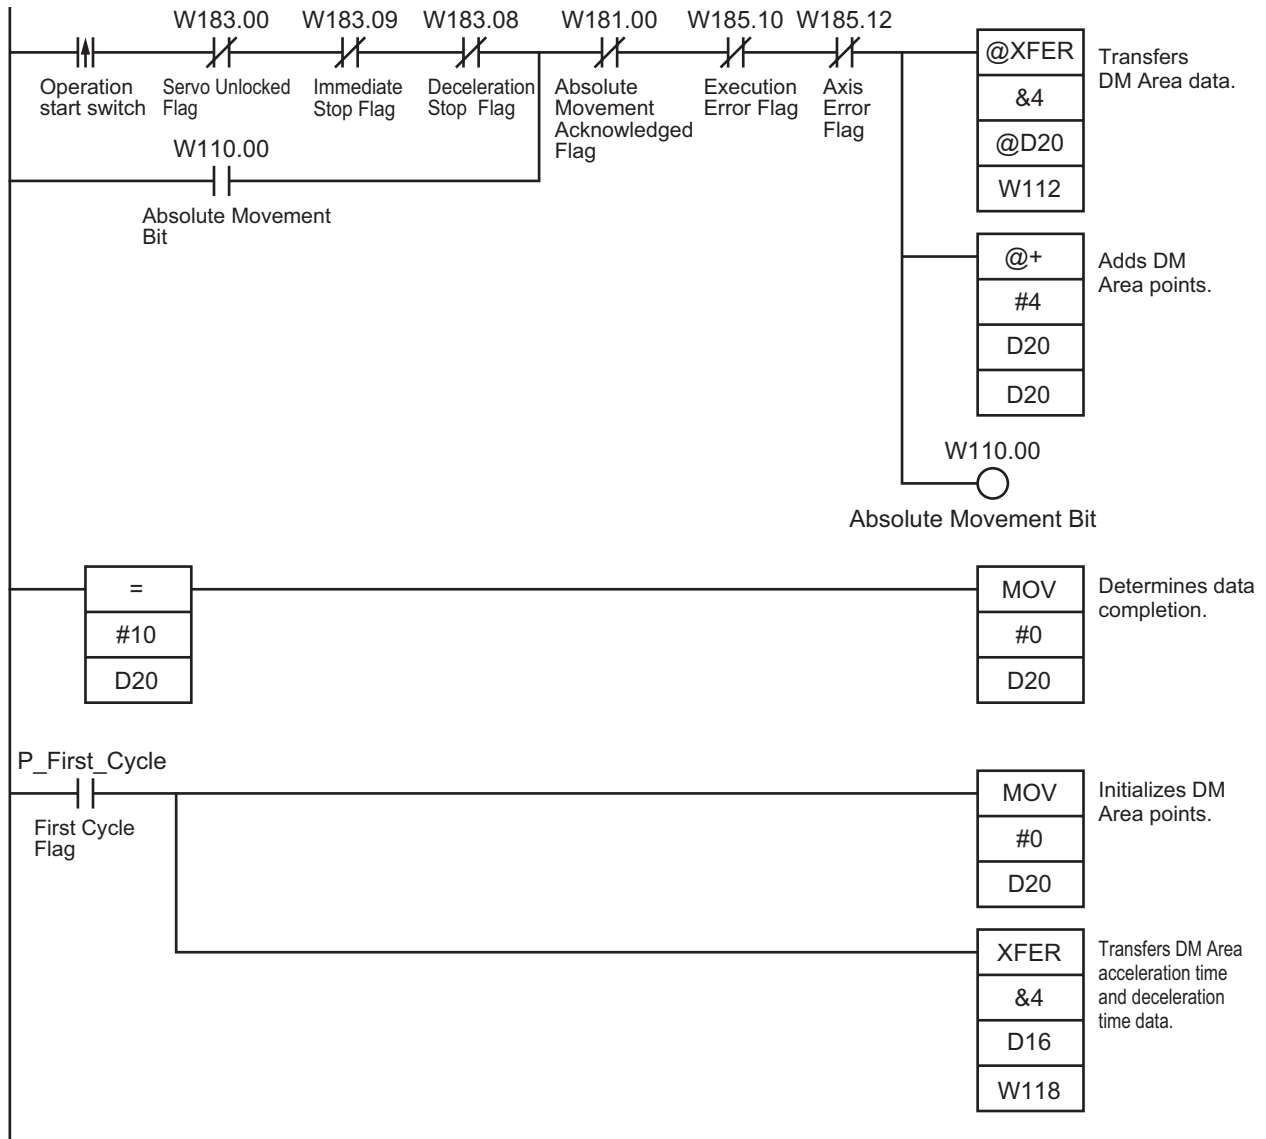 W183.00 W183.09 W183.08 W181.00 W185.10 W185.12
Operation
start switch
Servo Unlocked
Flag
Immediate
Stop Flag
Deceleration
Stop Flag
Absolute
Movement
Acknowledged
Flag
Execution
Error Flag
Axis
Error
Flag
@XFER
&4
@D20
W112
Transfers
DM Area data.
W110.00
Absolute Movement
Bit
@+
#4
D20
D20
Adds DM
Area points.
W110.00
Absolute Movement Bit
=
#10
D20
MOV
#0
D20
Determines data
completion.
P_First_Cycle
First Cycle
Flag
MOV
#0
D20
Initializes DM
Area points.
XFER
&4
D16
W118
Transfers DM Area
acceleration time
and deceleration
time data.